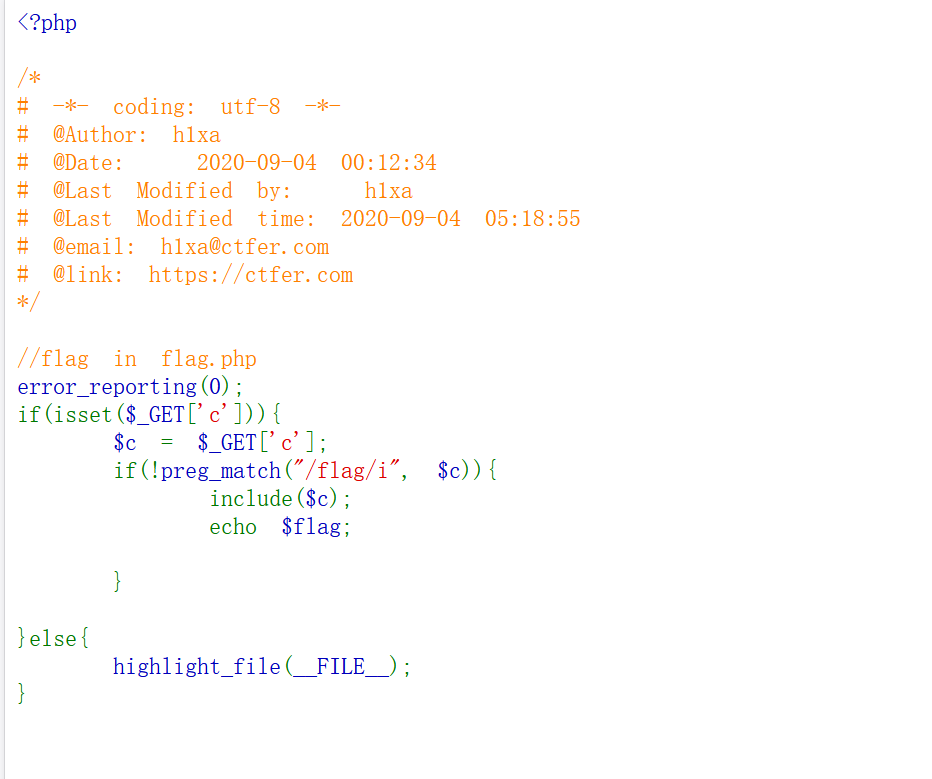 <?php
/*
# -*- coding: utf-8 -*-
# @Author: h1xa
# @Date: 2020-09-04 00:12:34
# @Last Modified by: h1xa
# @Last Modified time: 2020-09-04 05:18:55
# @email: h1xa@ctfer.com
# @link: https://ctfer.com
*/
//flag in flag.php
error_reporting(0);
if(isset($_GET['c'])){
$c = $_GET['c'];
if(!preg_match("/flag/i", $c)){
include($c);
echo $flag;
}
}else{
highlight_file(__FILE__);
}